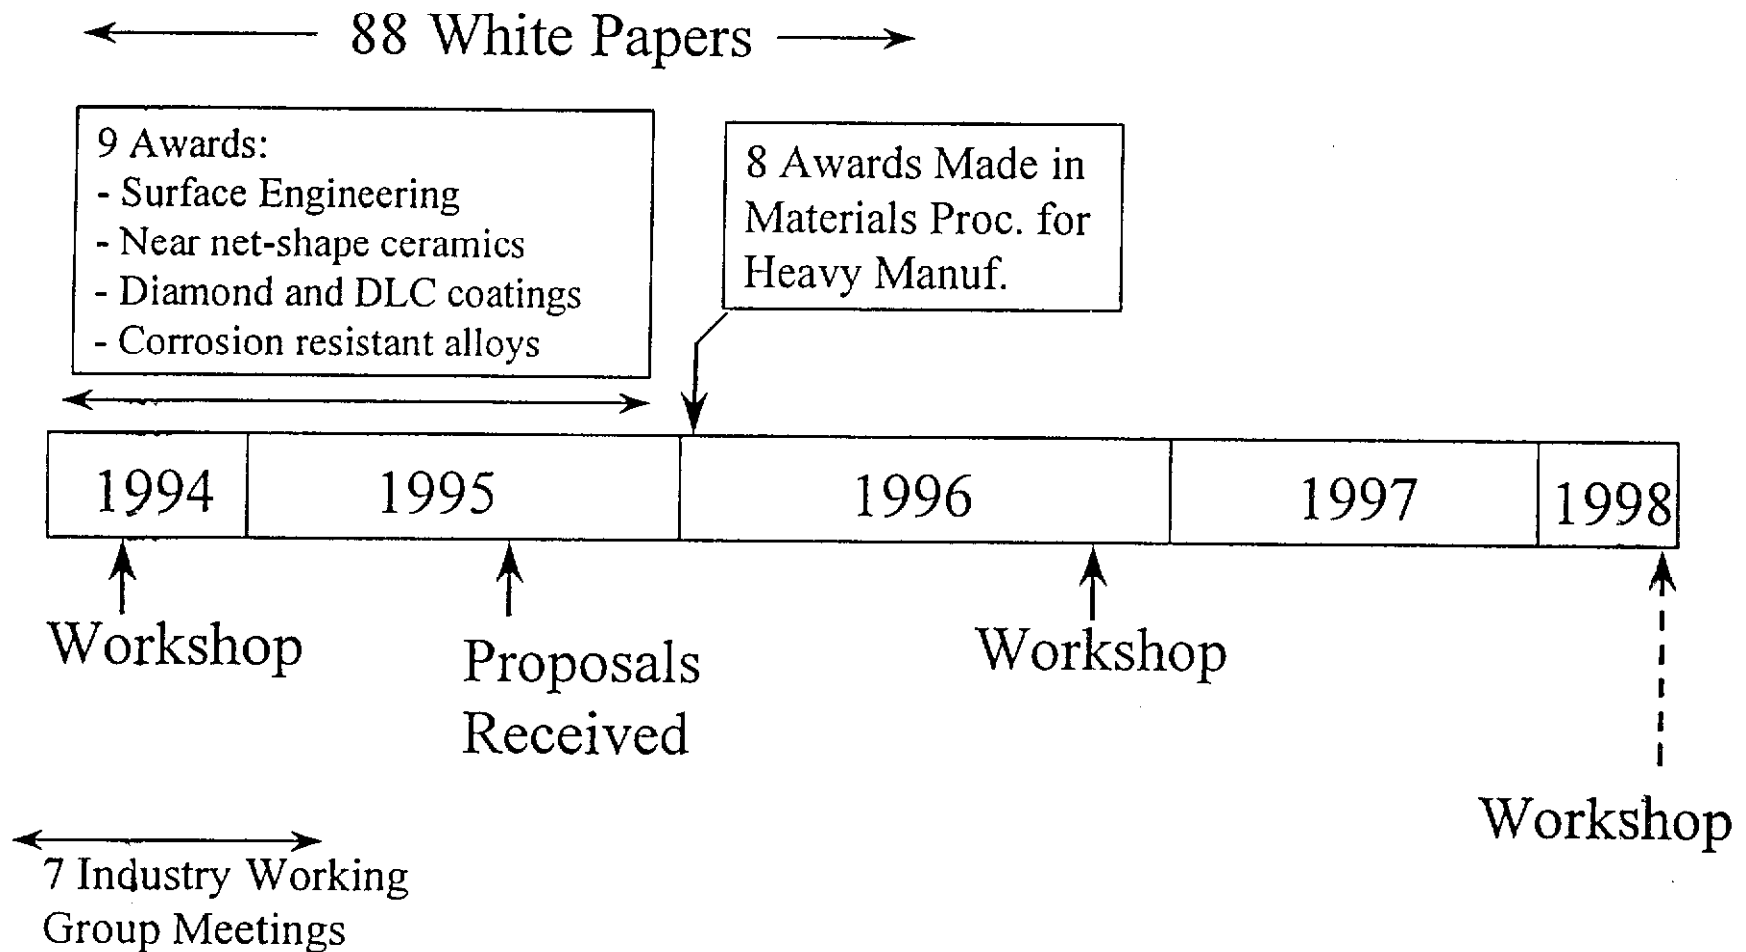 88 White Papers
9 Awards:
- Surface Engineering
- Near net-shape ceramics
- Diamond and DLC coatings
- Corrosion resistant alloys
8 Awards Made in
Materials Proc. for
Heavy Manuf.
1994
1995
1996
1997
1998
Workshop
Proposals
Received
Workshop
Workshop
7 Industry Working
Group Meetings